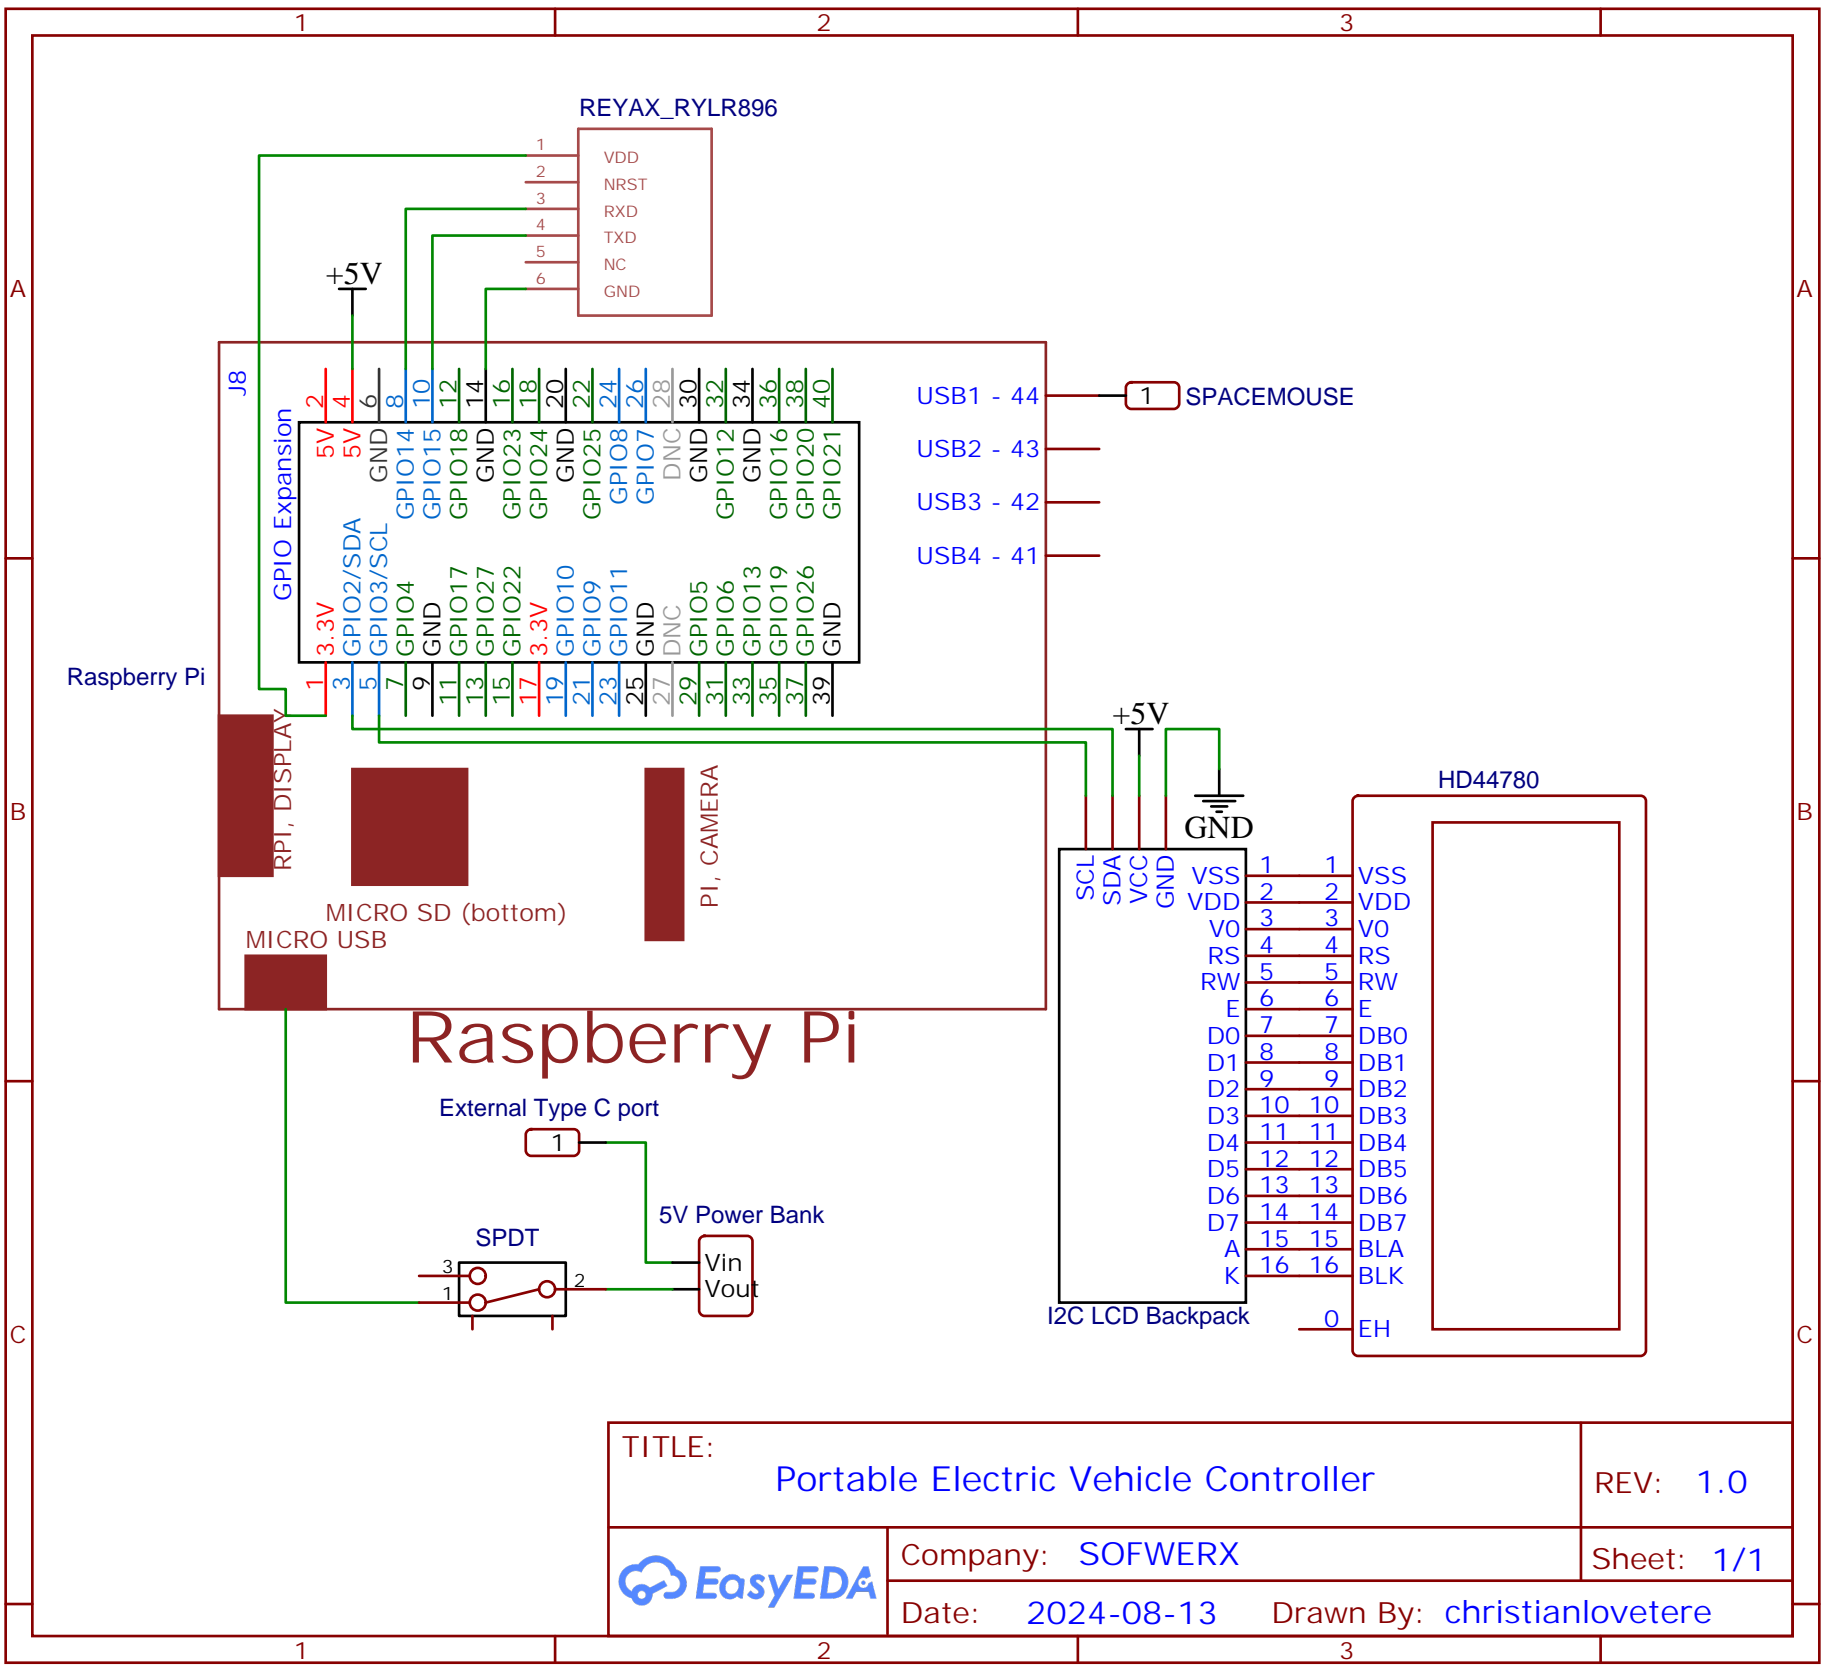 1 2 3
REYAX_RYLR896
1 VDD
2 NRST
3 RXD
4 TXD
5 NC
6 GND
+5V
A A
J8
GPIO Expansion
2 4 6 8 10 12 14 16 18 20 22 24 26 28 30 32 34 36 38 40
5V 5V GND GPIO14 GPIO15 GPIO18 GND GPIO23 GPIO24 GND GPIO25 GPIO8 GPIO7 DNC GND GPIO12 GND GPIO16 GPIO20 GPIO21
3.3V GPIO2/SDA GPIO3/SCL GPIO4 GND GPIO17 GPIO27 GPIO22 3.3V GPIO10 GPIO9 GPIO11 GND DNC GPIO5 GPIO6 GPIO13 GPIO19 GPIO26 GND
1 3 5 7 9 11 13 15 17 19 21 23 25 27 29 31 33 35 37 39
USB1 - 44
1 SPACEMOUSE
USB2 - 43
USB3 - 42
USB4 - 41
Raspberry Pi
RPI, DISPLAY
MICRO SD (bottom)
MICRO USB
PI, CAMERA
Raspberry Pi
B B
+5V
GND
HD44780
SCL SDA VCC GND
VSS 1 1 VSS
VDD 2 2 VDD
V0 3 3 V0
RS 4 4 RS
RW 5 5 RW
E 6 6 E
D0 7 7 DB0
D1 8 8 DB1
D2 9 9 DB2
D3 10 10 DB3
D4 11 11 DB4
D5 12 12 DB5
D6 13 13 DB6
D7 14 14 DB7
A 15 15 BLA
K 16 16 BLK
0 EH
I2C LCD Backpack
External Type C port
1
5V Power Bank
Vin
Vout
SPDT
3
1
2
C C
TITLE:
Portable Electric Vehicle Controller
REV: 1.0
EasyEDA
Company: SOFWERX
Sheet: 1/1
Date: 2024-08-13 Drawn By: christianlovetere
1 2 3